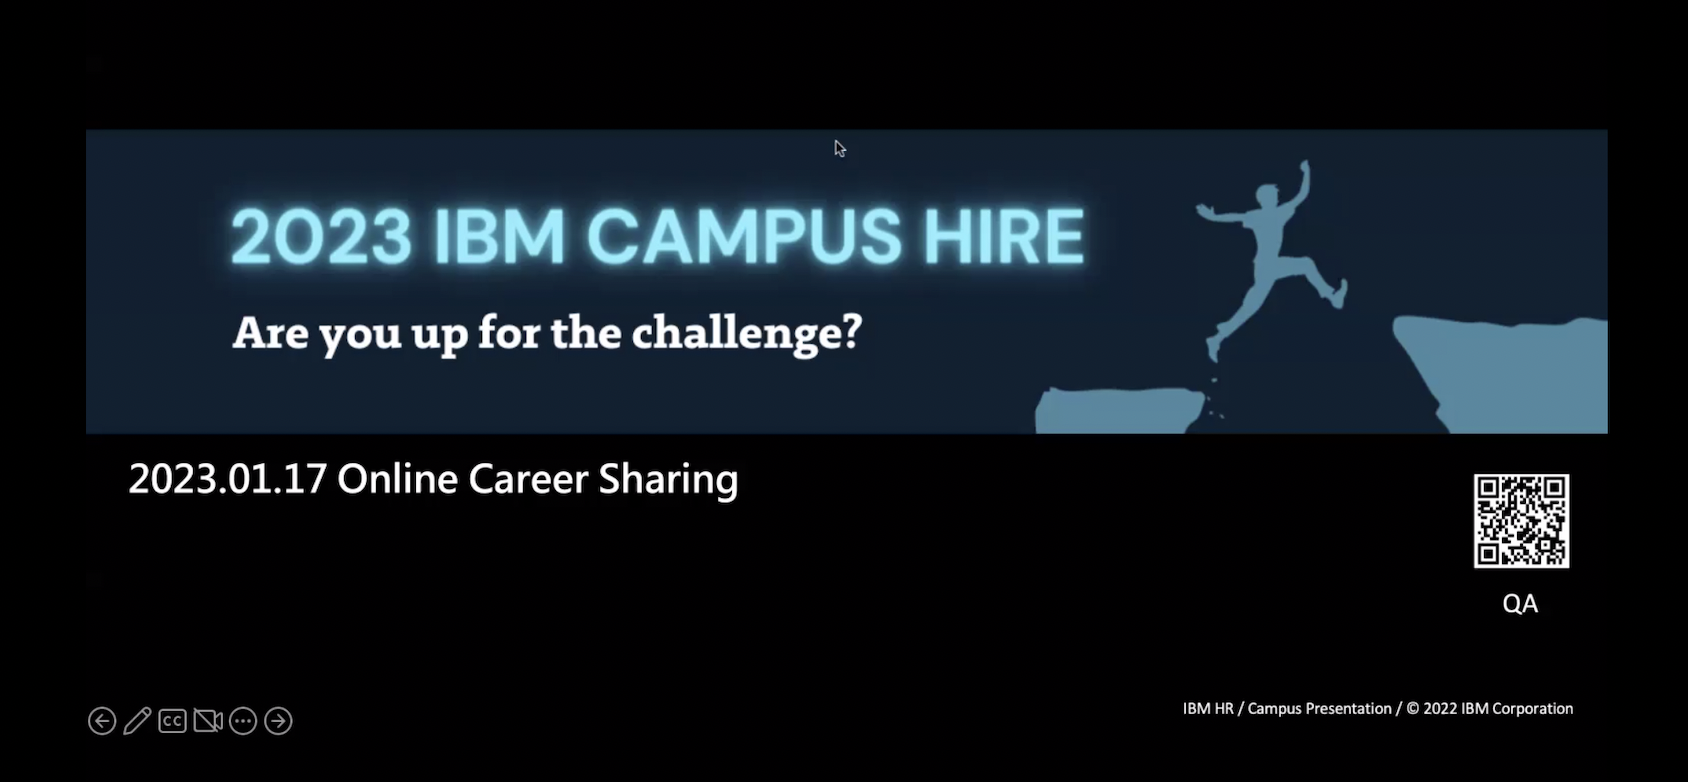 2023 IBM CAMPUS HIRE
Are you up for the challenge?
2023.01.17 Online Career Sharing
QA
CC
IBM HR / Campus Presentation / © 2022 IBM Corporation